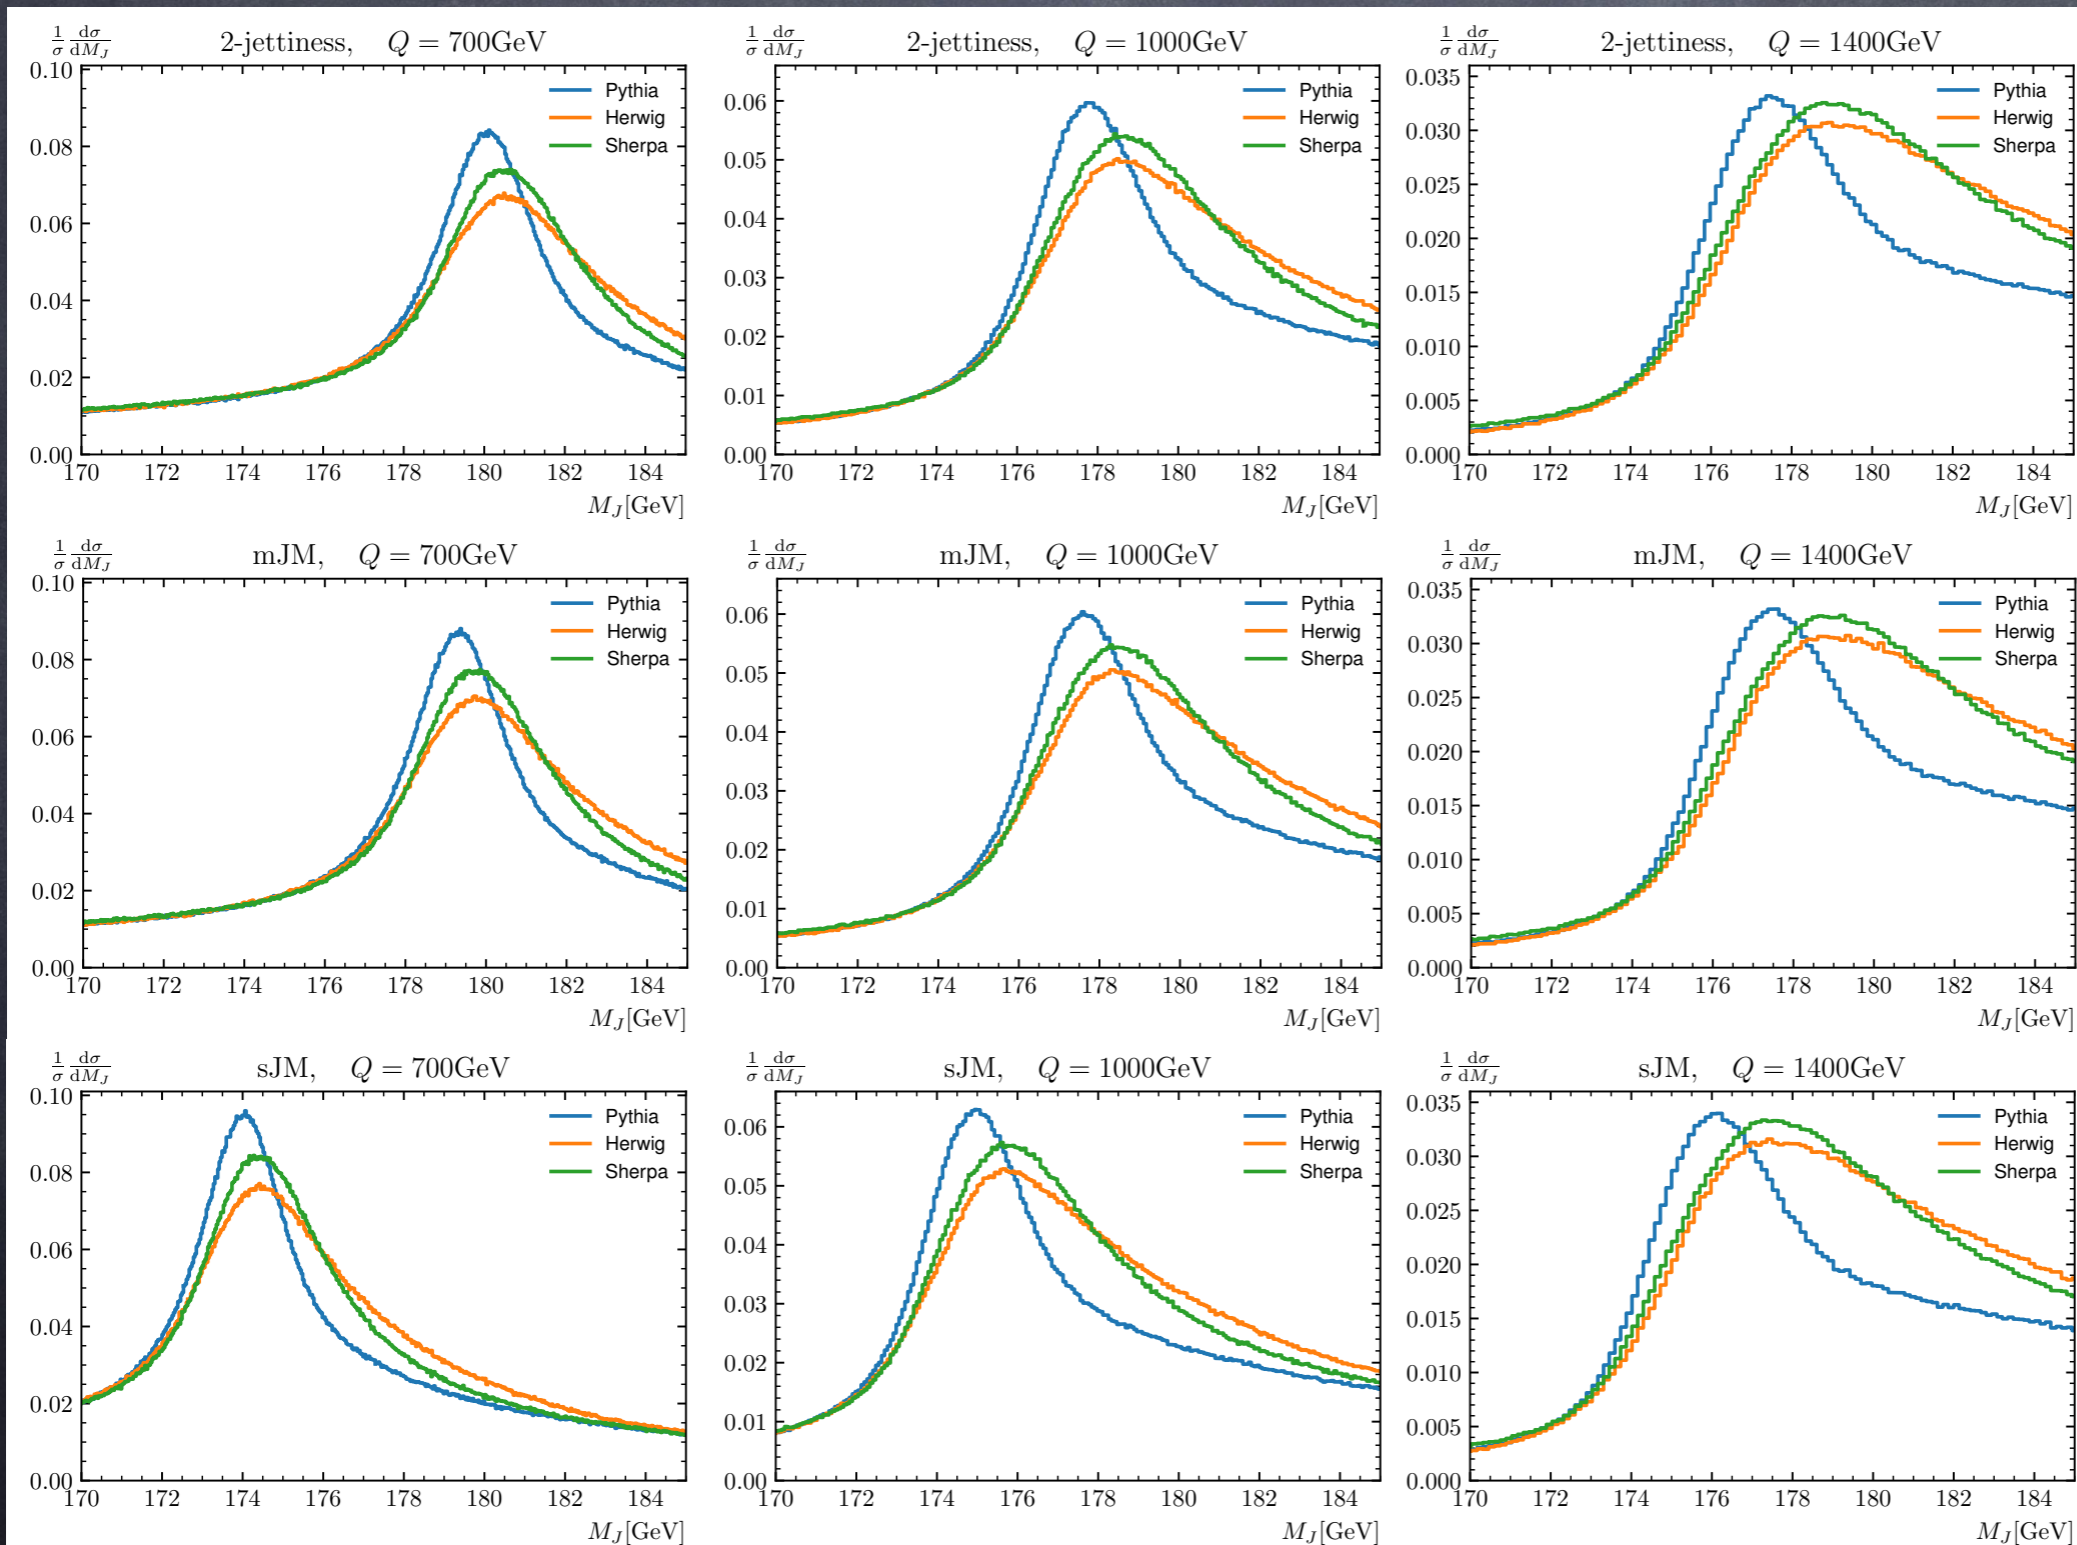 1/σ dσ/dM_J 2-jettiness, Q = 700GeV
0.10
0.08
0.06
0.04
0.02
0.00
Pythia
Herwig
Sherpa
170 172 174 176 178 180 182 184
M_J[GeV]
1/σ dσ/dM_J 2-jettiness, Q = 1000GeV
0.06
0.05
0.04
0.03
0.02
0.01
0.00
Pythia
Herwig
Sherpa
170 172 174 176 178 180 182 184
M_J[GeV]
1/σ dσ/dM_J 2-jettiness, Q = 1400GeV
0.035
0.030
0.025
0.020
0.015
0.010
0.005
0.000
Pythia
Herwig
Sherpa
170 172 174 176 178 180 182 184
M_J[GeV]
1/σ dσ/dM_J mJM, Q = 700GeV
0.10
0.08
0.06
0.04
0.02
0.00
Pythia
Herwig
Sherpa
170 172 174 176 178 180 182 184
M_J[GeV]
1/σ dσ/dM_J mJM, Q = 1000GeV
0.06
0.05
0.04
0.03
0.02
0.01
0.00
Pythia
Herwig
Sherpa
170 172 174 176 178 180 182 184
M_J[GeV]
1/σ dσ/dM_J mJM, Q = 1400GeV
0.035
0.030
0.025
0.020
0.015
0.010
0.005
0.000
Pythia
Herwig
Sherpa
170 172 174 176 178 180 182 184
M_J[GeV]
1/σ dσ/dM_J sJM, Q = 700GeV
0.10
0.08
0.06
0.04
0.02
0.00
Pythia
Herwig
Sherpa
170 172 174 176 178 180 182 184
M_J[GeV]
1/σ dσ/dM_J sJM, Q = 1000GeV
0.06
0.05
0.04
0.03
0.02
0.01
0.00
Pythia
Herwig
Sherpa
170 172 174 176 178 180 182 184
M_J[GeV]
1/σ dσ/dM_J sJM, Q = 1400GeV
0.035
0.030
0.025
0.020
0.015
0.010
0.005
0.000
Pythia
Herwig
Sherpa
170 172 174 176 178 180 182 184
M_J[GeV]